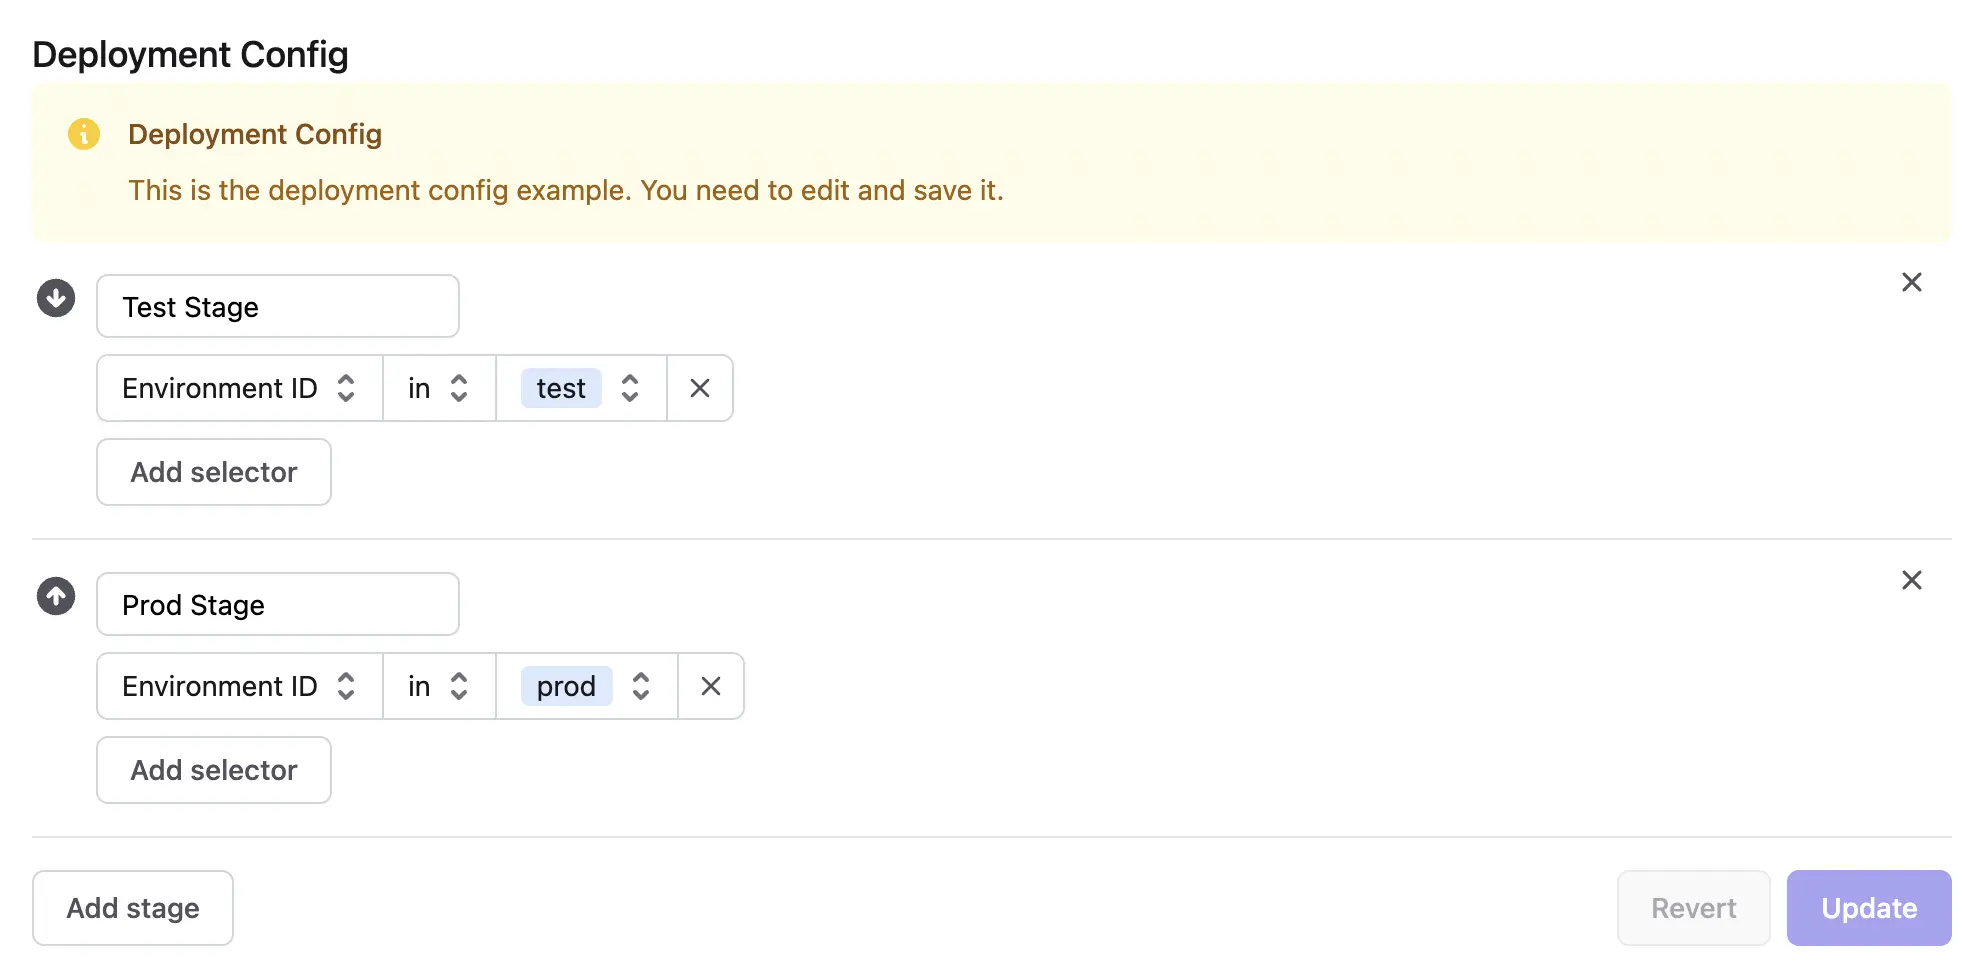 Deployment Config
Deployment Config
This is the deployment config example. You need to edit and save it.
Test Stage
Environment ID in test
Add selector
Prod Stage
Environment ID in prod
Add selector
Add stage Revert Update